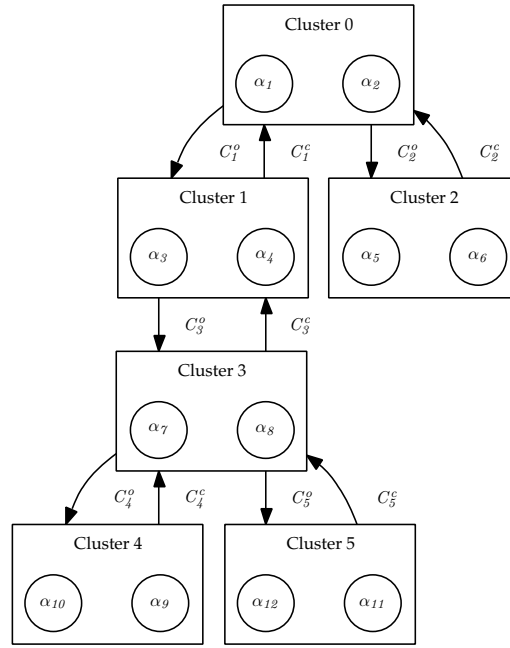 Cluster 0
α₁ α₂
C₁ᵒ C₁ᶜ C₂ᵒ C₂ᶜ
Cluster 1 Cluster 2
α₃ α₄ α₅ α₆
C₃ᵒ C₃ᶜ
Cluster 3
α₇ α₈
C₄ᵒ C₄ᶜ C₅ᵒ C₅ᶜ
Cluster 4 Cluster 5
α₁₀ α₉ α₁₂ α₁₁